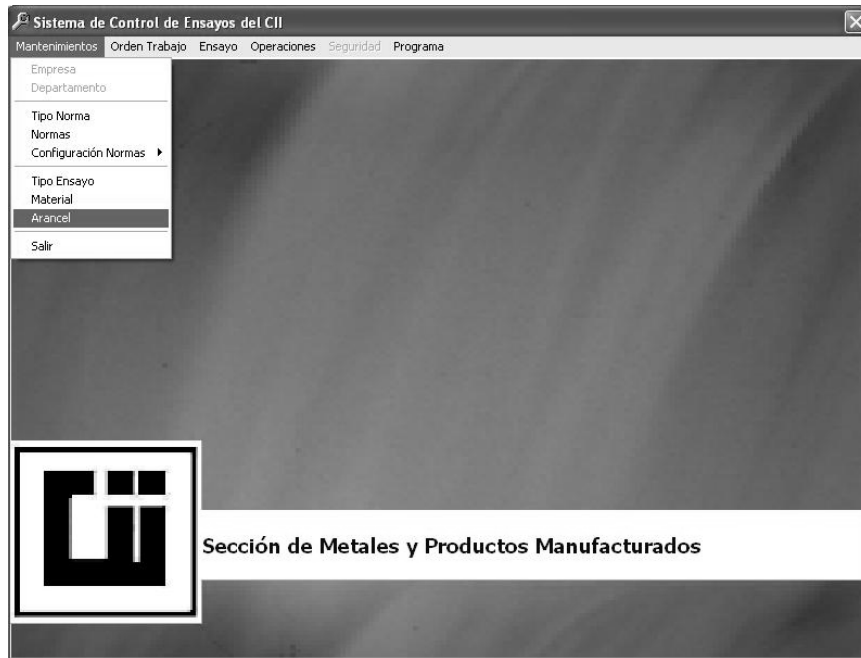 Sistema de Control de Ensayos del CII
Mantenimientos Orden Trabajo Ensayo Operaciones Seguridad Programa
Empresa
Departamento
Tipo Norma
Normas
Configuración Normas
Tipo Ensayo
Material
Arancel
Salir
Cii
Sección de Metales y Productos Manufacturados